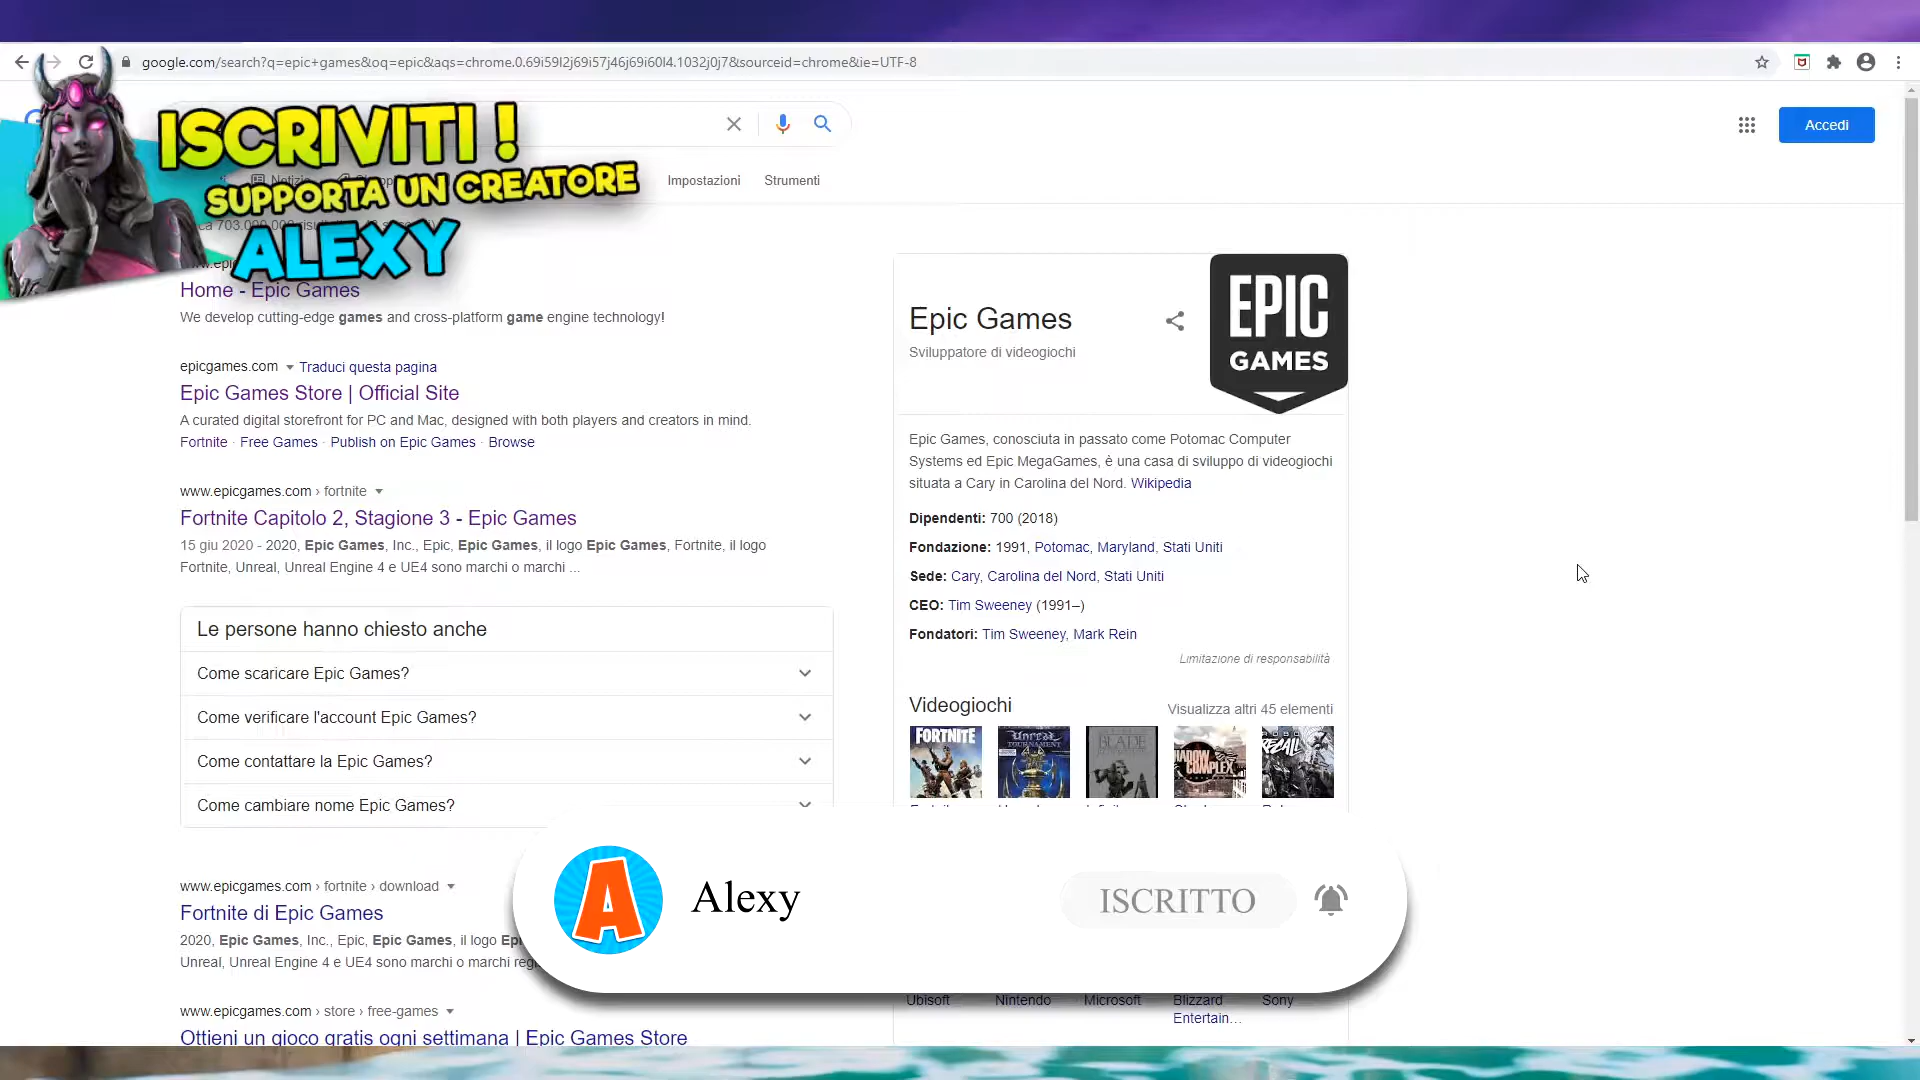 google.com/search?q=epic+games&oq=epic&aqs=chrome.0.69i59l2j69i57j46j69i60l4.1032j0j7&sourceid=chrome&ie=UTF-8
ISCRIVITI !
SUPPORTA UN CREATORE
ALEXY
Accedi
Notizie
Impostazioni
Strumenti
Home - Epic Games
We develop cutting-edge games and cross-platform game engine technology!
epicgames.com Traduci questa pagina
Epic Games Store | Official Site
A curated digital storefront for PC and Mac, designed with both players and creators in mind.
Fortnite · Free Games · Publish on Epic Games · Browse
www.epicgames.com › fortnite
Fortnite Capitolo 2, Stagione 3 - Epic Games
15 giu 2020 - 2020, Epic Games, Inc., Epic, Epic Games, il logo Epic Games, Fortnite, il logo
Fortnite, Unreal, Unreal Engine 4 e UE4 sono marchi o marchi ...
Le persone hanno chiesto anche
Come scaricare Epic Games?
Come verificare l'account Epic Games?
Come contattare la Epic Games?
Come cambiare nome Epic Games?
www.epicgames.com › fortnite › download
Fortnite di Epic Games
2020, Epic Games, Inc., Epic, Epic Games, il logo
Unreal, Unreal Engine 4 e UE4 sono marchi o marchi
www.epicgames.com › store › free-games
Ottieni un gioco gratis ogni settimana | Epic Games Store
Epic Games
Sviluppatore di videogiochi
EPIC
GAMES
Epic Games, conosciuta in passato come Potomac Computer
Systems ed Epic MegaGames, è una casa di sviluppo di videogiochi
situata a Cary in Carolina del Nord. Wikipedia
Dipendenti: 700 (2018)
Fondazione: 1991, Potomac, Maryland, Stati Uniti
Sede: Cary, Carolina del Nord, Stati Uniti
CEO: Tim Sweeney (1991–)
Fondatori: Tim Sweeney, Mark Rein
Limitazione di responsabilità
Videogiochi
Visualizza altri 45 elementi
FORTNITE
Unreal
TOURNAMENT
BLADE
SHADOW
COMPLEX
ROBO
RECALL
A
Alexy
ISCRITTO
Ubisoft
Nintendo
Microsoft
Blizzard
Entertain…
Sony